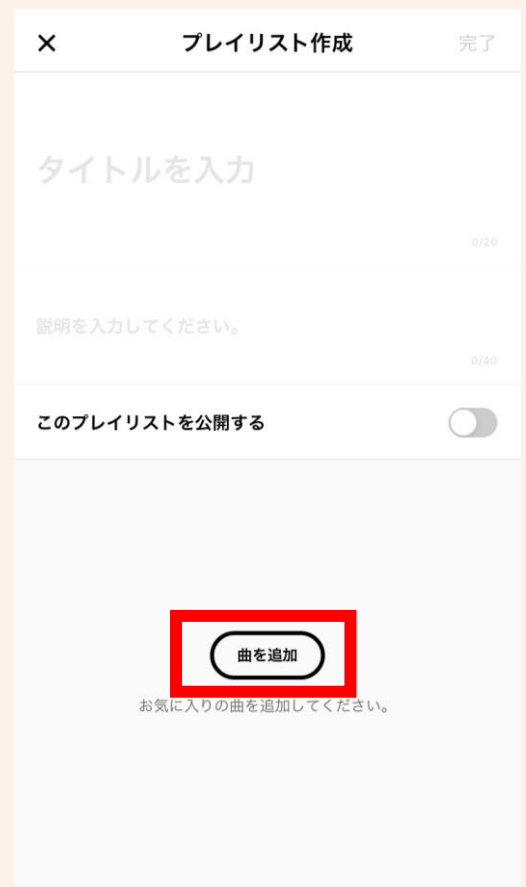 × プレイリスト作成 完了
タイトルを入力
0/20
説明を入力してください。
0/40
このプレイリストを公開する
曲を追加
お気に入りの曲を追加してください。